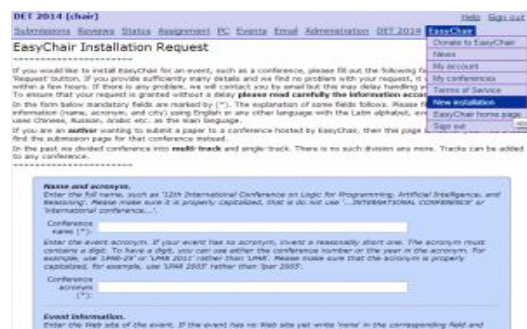 DET 2014 (chair)
Help Sign out
Submissions Reviews Status Assignment PC Events Email Administration DET 2014 EasyChair
Donate to EasyChair
News
My account
My conferences
Terms of Service
New installation
EasyChair home page
Sign out
EasyChair Installation Request
If you would like to install EasyChair for an event, such as a conference, please fill out the following
'Request' button. If you provide sufficiently many details and we find no problem with your request, it
within a few hours. If there is any problem, we will contact you by email but this may delay handling
To ensure that your request is granted without a delay please read carefully the information
In the form below mandatory fields are marked by (*). The explanation of some fields follows. Please
information (name, acronym, and city) using English or any other language with the Latin alphabet,
uses Chinese, Russian, Arabic etc. as the main language.
If you are an author wanting to submit a paper to a conference hosted by EasyChair, then this page
find the submission page for that conference instead.
In the past we divided conference into multi-track and single-track. There is no such division any more. Tracks can be added
to any conference.
Name and acronym.
Enter the full name, such as '12th International Conference on Logic for Programming, Artificial Intelligence, and
Reasoning'. Please make sure it is properly capitalized, that is do not use '...INTERNATIONAL CONFERENCE' or
'international conference...'.
Conference
name (*):
Enter the event acronym. If your event has no acronym, invent a reasonably short one. The acronym must
contains a digit. To have a digit, you can use either the conference number or the year in the acronym. For
example, use 'LPAR-29' or 'LPAR 2011' rather than 'LPAR'. Please make sure that the acronym is properly
capitalized, for example, use 'LPAR 2005' rather than 'lpar 2005'.
Conference
acronym
(*):
Event information.
Enter the Web site of the event. If the event has no Web site yet write 'none' in the corresponding field and